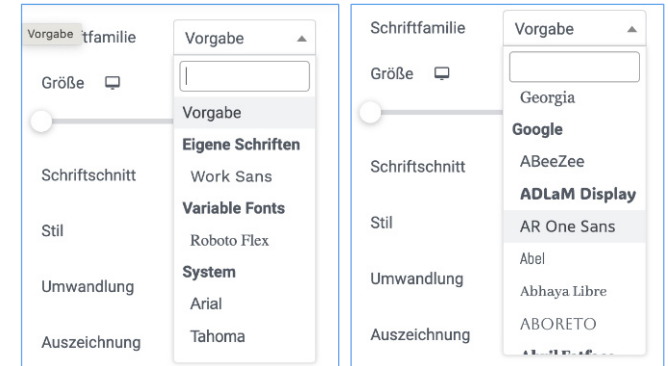 Vorgabe
tfamilie
Vorgabe
Größe
Vorgabe
Eigene Schriften
Schriftschnitt
Work Sans
Variable Fonts
Stil
Roboto Flex
System
Umwandlung
Arial
Auszeichnung
Tahoma
Schriftfamilie
Vorgabe
Größe
Georgia
Google
Schriftschnitt
ABeeZee
ADLaM Display
Stil
AR One Sans
Abel
Umwandlung
Abhaya Libre
ABORETO
Auszeichnung